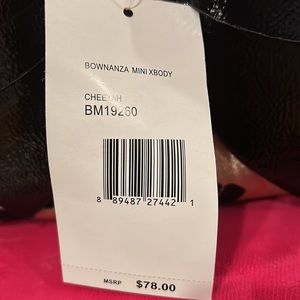 BOWNANZA MINI XBODY
CHEETAH
BM19260
8 89487 27442 1
MSRP $78.00